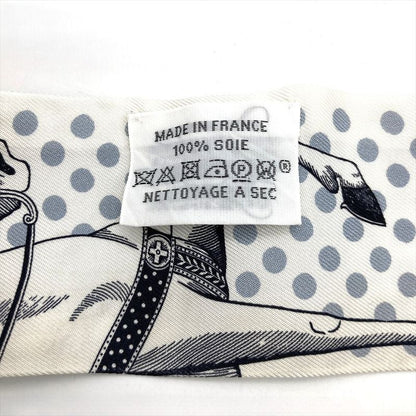 MADE IN FRANCE
100% SOIE
®
NETTOYAGE A SEC